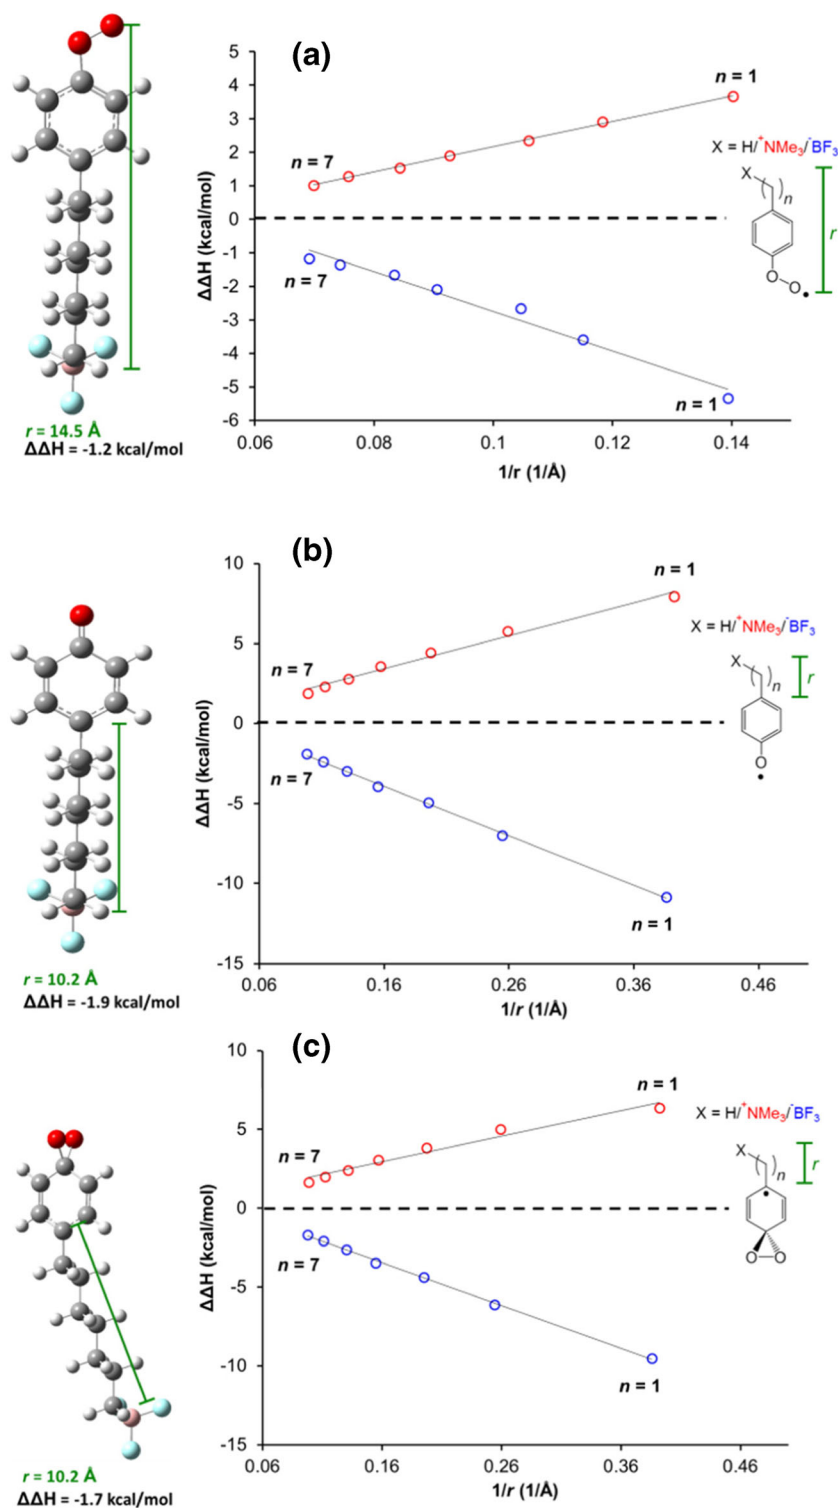 (a)
5
4
3
2
1
0
-1
-2
-3
-4
-5
-6
ΔΔH (kcal/mol)
n = 1
n = 7
n = 7
n = 1
0.06
0.08
0.1
0.12
0.14
1/r (1/Å)
X = H/⁺NMe₃/⁻BF₃
X
( )n
r
O
O•
r = 14.5 Å
ΔΔH = -1.2 kcal/mol
(b)
10
5
0
-5
-10
-15
ΔΔH (kcal/mol)
n = 1
n = 7
n = 7
n = 1
0.06
0.16
0.26
0.36
0.46
1/r (1/Å)
X = H/⁺NMe₃/⁻BF₃
X
( )n
r
O
•
r = 10.2 Å
ΔΔH = -1.9 kcal/mol
(c)
10
5
0
-5
-10
-15
ΔΔH (kcal/mol)
n = 1
n = 7
n = 7
n = 1
0.06
0.16
0.26
0.36
0.46
1/r (1/Å)
X = H/⁺NMe₃/⁻BF₃
X
( )n
r
•
O O
r = 10.2 Å
ΔΔH = -1.7 kcal/mol